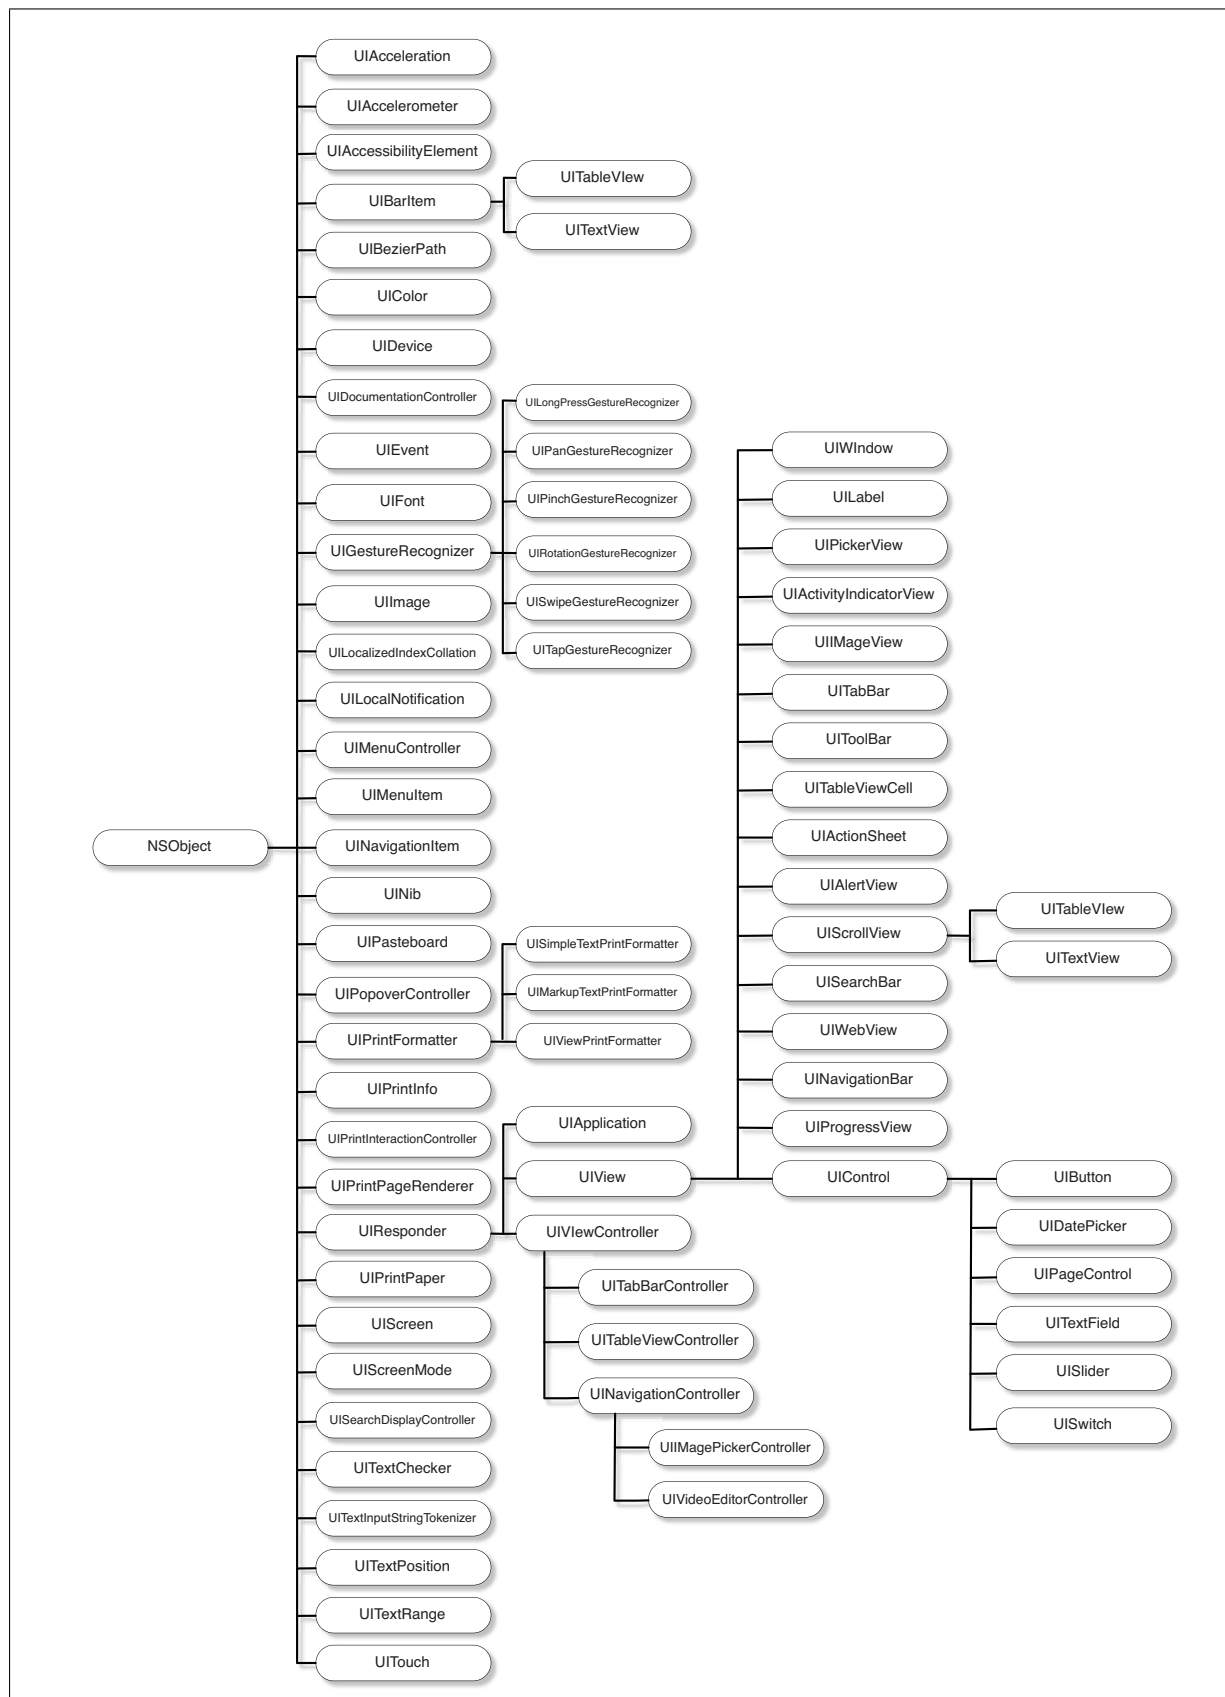 UIAcceleration
UIAccelerometer
UIAccessibilityElement
UIBarItem
UITableVIew
UITextView
UIBezierPath
UIColor
UIDevice
UIDocumentationController
UIEvent
UIFont
UIGestureRecognizer
UIImage
UILocalizedIndexCollation
UILocalNotification
UIMenuController
UIMenuItem
NSObject
UINavigationItem
UINib
UIPasteboard
UIPopoverController
UIPrintFormatter
UIPrintInfo
UIPrintInteractionController
UIPrintPageRenderer
UIResponder
UIPrintPaper
UIScreen
UIScreenMode
UISearchDisplayController
UITextChecker
UITextInputStringTokenizer
UITextPosition
UITextRange
UITouch
UILongPressGestureRecognizer
UIPanGestureRecognizer
UIPinchGestureRecognizer
UIRotationGestureRecognizer
UISwipeGestureRecognizer
UITapGestureRecognizer
UISimpleTextPrintFormatter
UIMarkupTextPrintFormatter
UIViewPrintFormatter
UIApplication
UIView
UIVIewController
UITabBarController
UITableViewController
UINavigationController
UIIMagePickerController
UIVideoEditorController
UIWIndow
UILabel
UIPickerView
UIActivityIndicatorView
UIIMageView
UITabBar
UIToolBar
UITableViewCell
UIActionSheet
UIAlertView
UIScrollView
UISearchBar
UIWebView
UINavigationBar
UIProgressView
UIControl
UITableVIew
UITextView
UIButton
UIDatePicker
UIPageControl
UITextField
UISlider
UISwitch